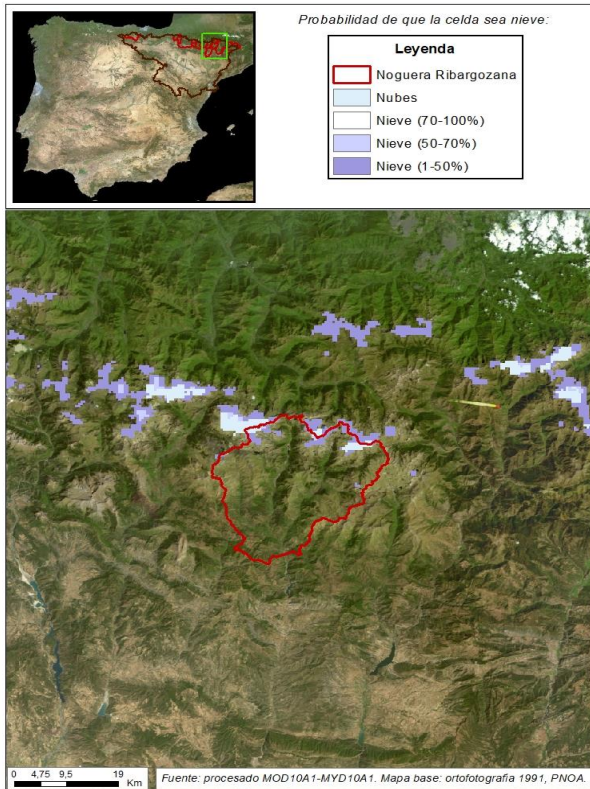 Probabilidad de que la celda sea nieve:
Leyenda
Noguera Ribargozana
Nubes
Nieve (70-100%)
Nieve (50-70%)
Nieve (1-50%)
0 4,75 9,5 19
Km
Fuente: procesado MOD10A1-MYD10A1. Mapa base: ortofotografía 1991, PNOA.